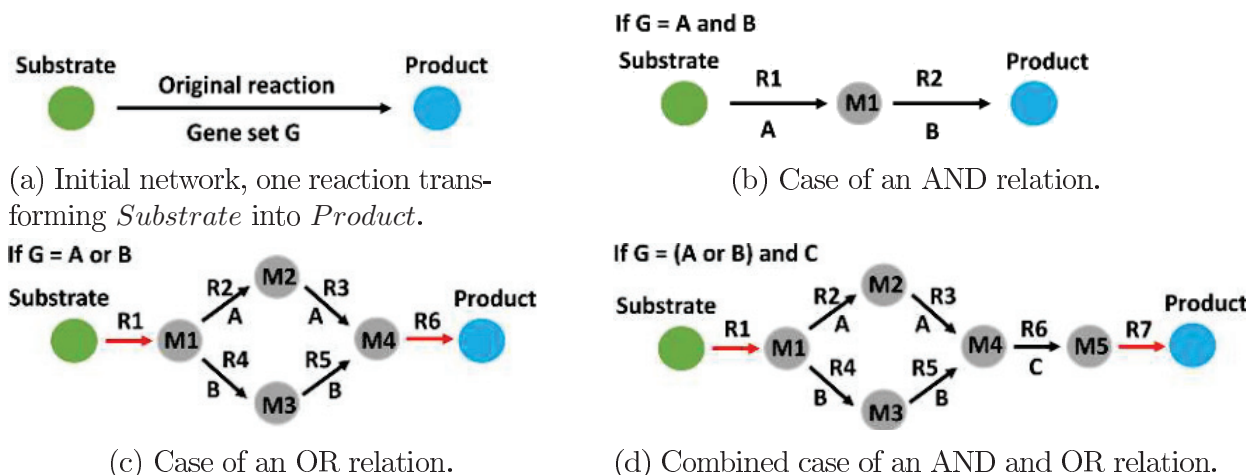 Substrate
Original reaction
Product
Gene set G
(a) Initial network, one reaction trans-
forming Substrate into Product.
If G = A and B
Substrate
R1
R2
Product
M1
A
B
(b) Case of an AND relation.
If G = A or B
Substrate
R1
M1
R2
A
M2
R3
A
R4
B
M3
R5
B
M4
R6
Product
(c) Case of an OR relation.
If G = (A or B) and C
Substrate
R1
M1
R2
A
M2
R3
A
R4
B
M3
R5
B
M4
R6
C
M5
R7
Product
(d) Combined case of an AND and OR relation.